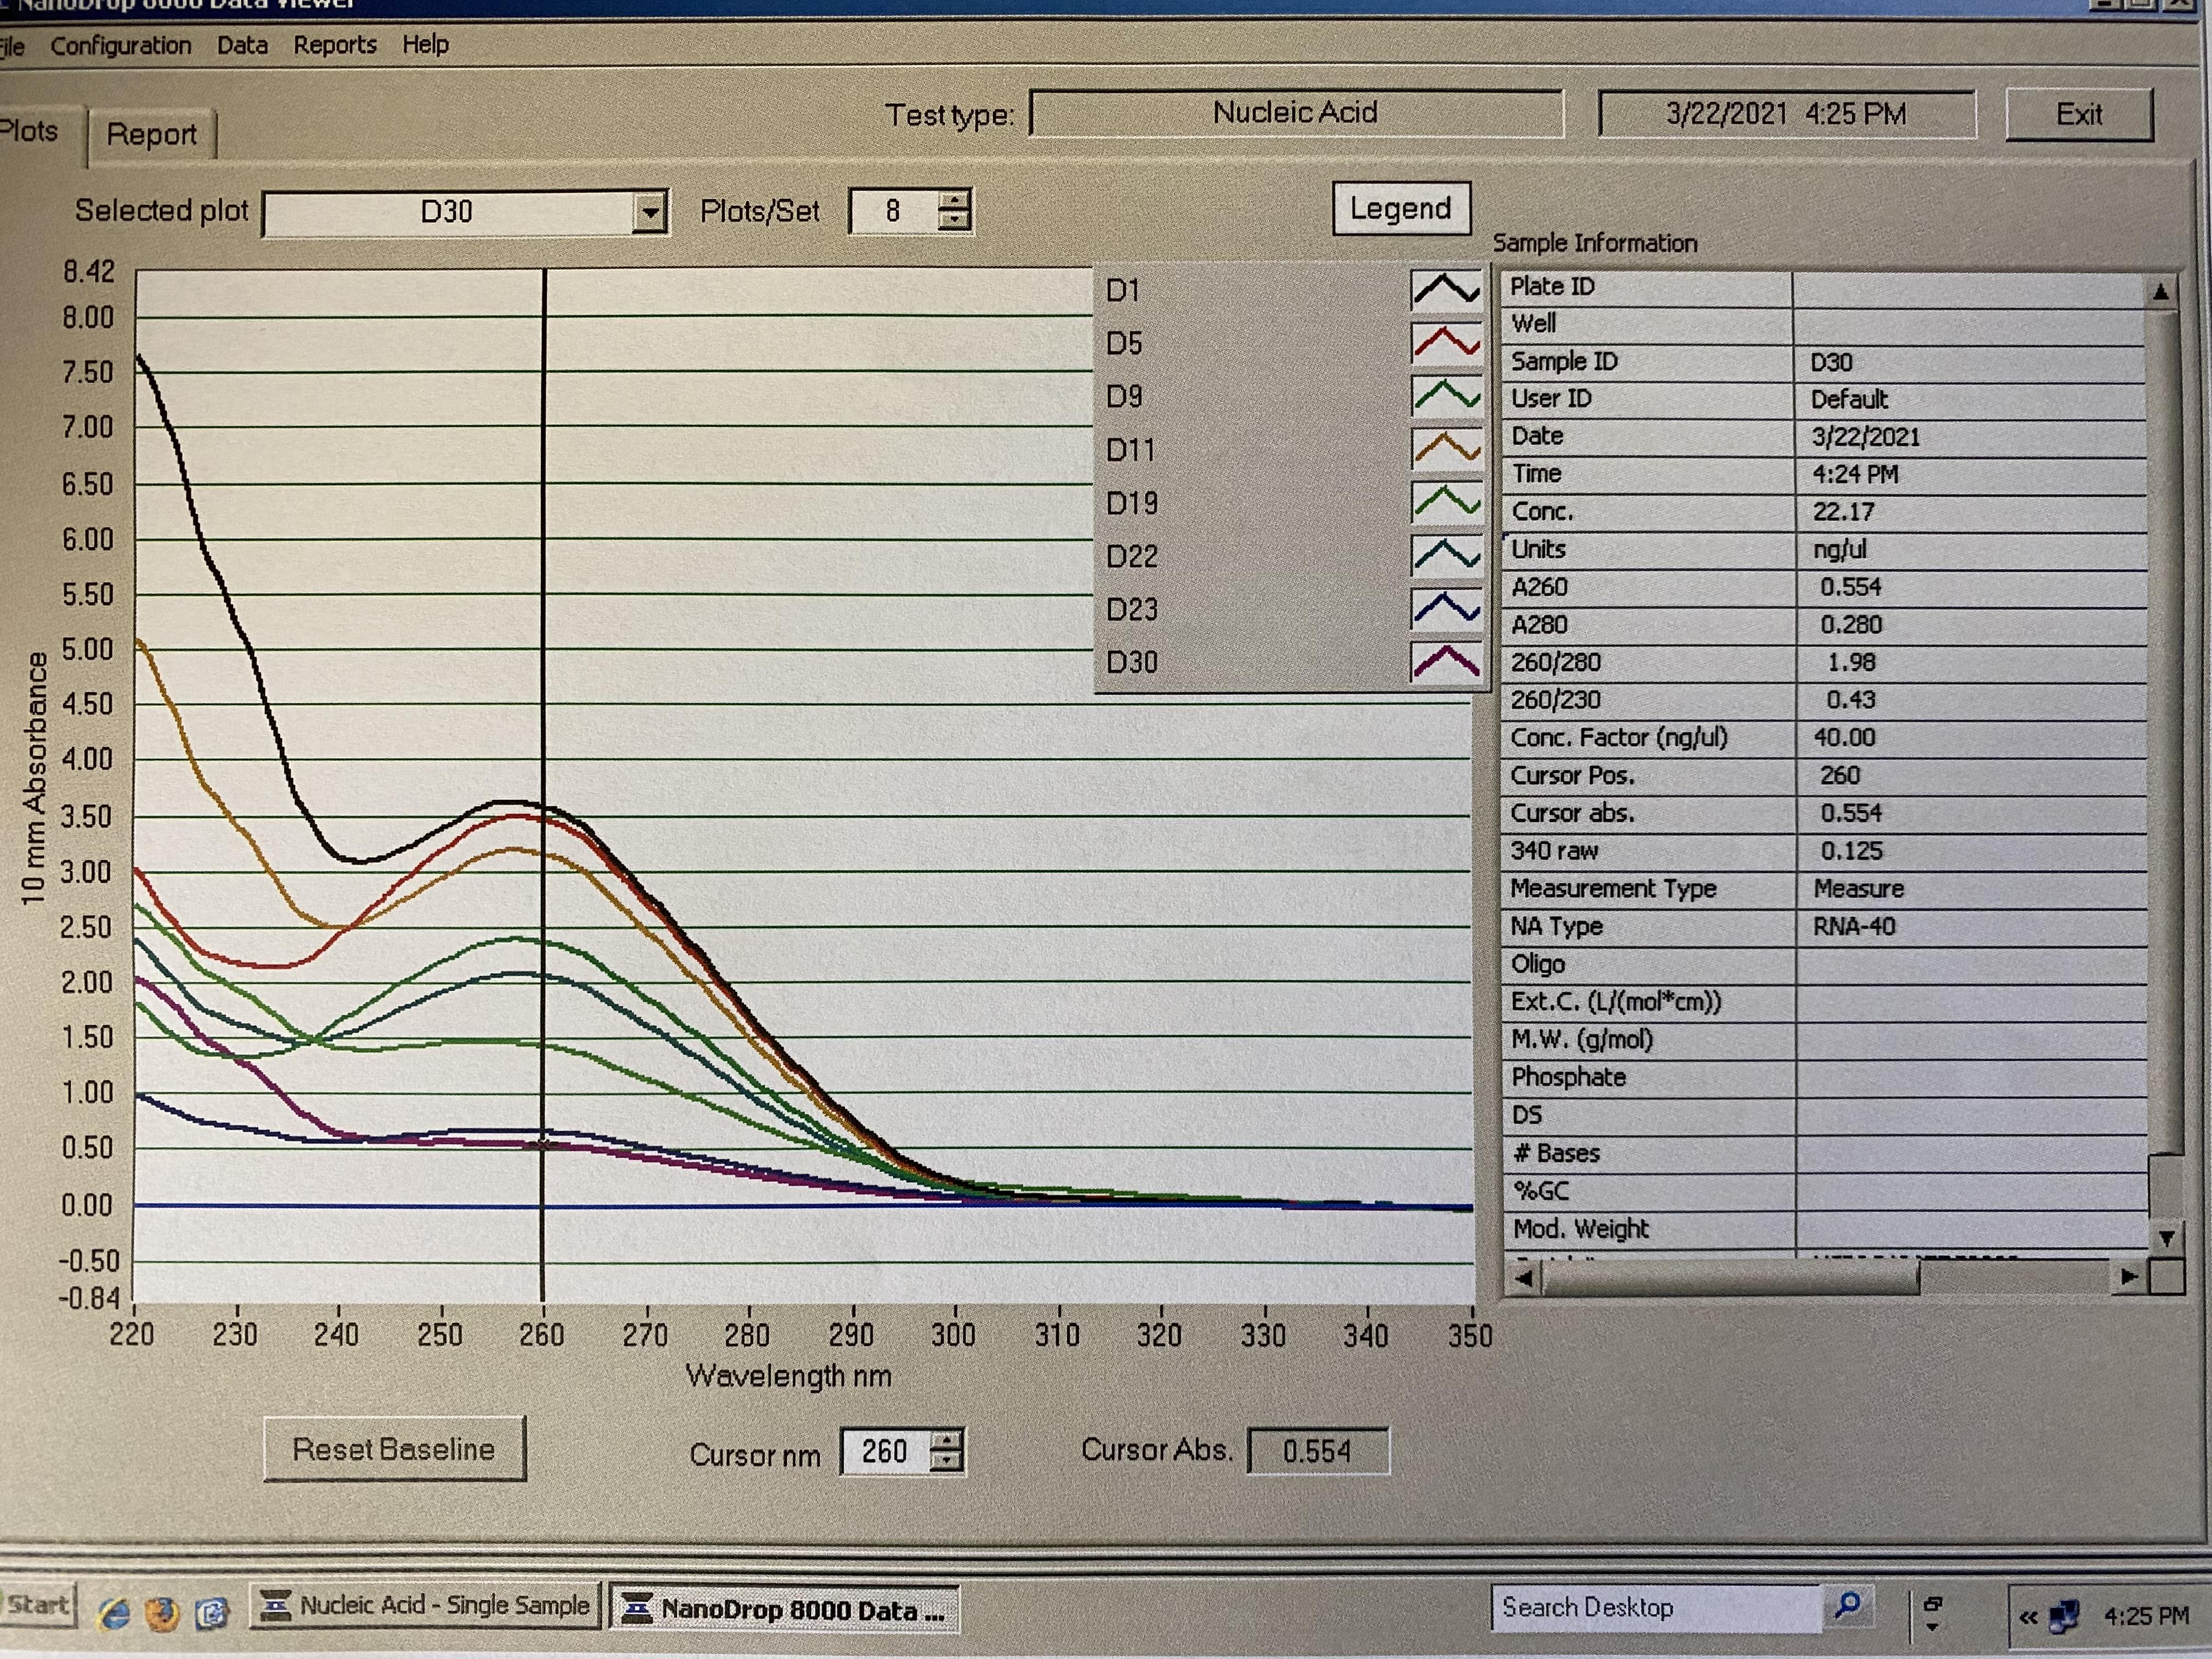 NanoDrop 8000 Data Viewer
File Configuration Data Reports Help
Plots Report
Test type: Nucleic Acid 3/22/2021 4:25 PM Exit
Selected plot D30 Plots/Set 8 Legend
10 mm Absorbance
8.42
8.00
7.50
7.00
6.50
6.00
5.50
5.00
4.50
4.00
3.50
3.00
2.50
2.00
1.50
1.00
0.50
0.00
-0.50
-0.84
220 230 240 250 260 270 280 290 300 310 320 330 340 350
Wavelength nm
D1
D5
D9
D11
D19
D22
D23
D30
Sample Information
Plate ID
Well
Sample ID D30
User ID Default
Date 3/22/2021
Time 4:24 PM
Conc. 22.17
Units ng/ul
A260 0.554
A280 0.280
260/280 1.98
260/230 0.43
Conc. Factor (ng/ul) 40.00
Cursor Pos. 260
Cursor abs. 0.554
340 raw 0.125
Measurement Type Measure
NA Type RNA-40
Oligo
Ext.C. (L/(mol*cm))
M.W. (g/mol)
Phosphate
DS
# Bases
%GC
Mod. Weight
Reset Baseline Cursor nm 260 Cursor Abs. 0.554
Start Nucleic Acid - Single Sample NanoDrop 8000 Data ... Search Desktop « 4:25 PM